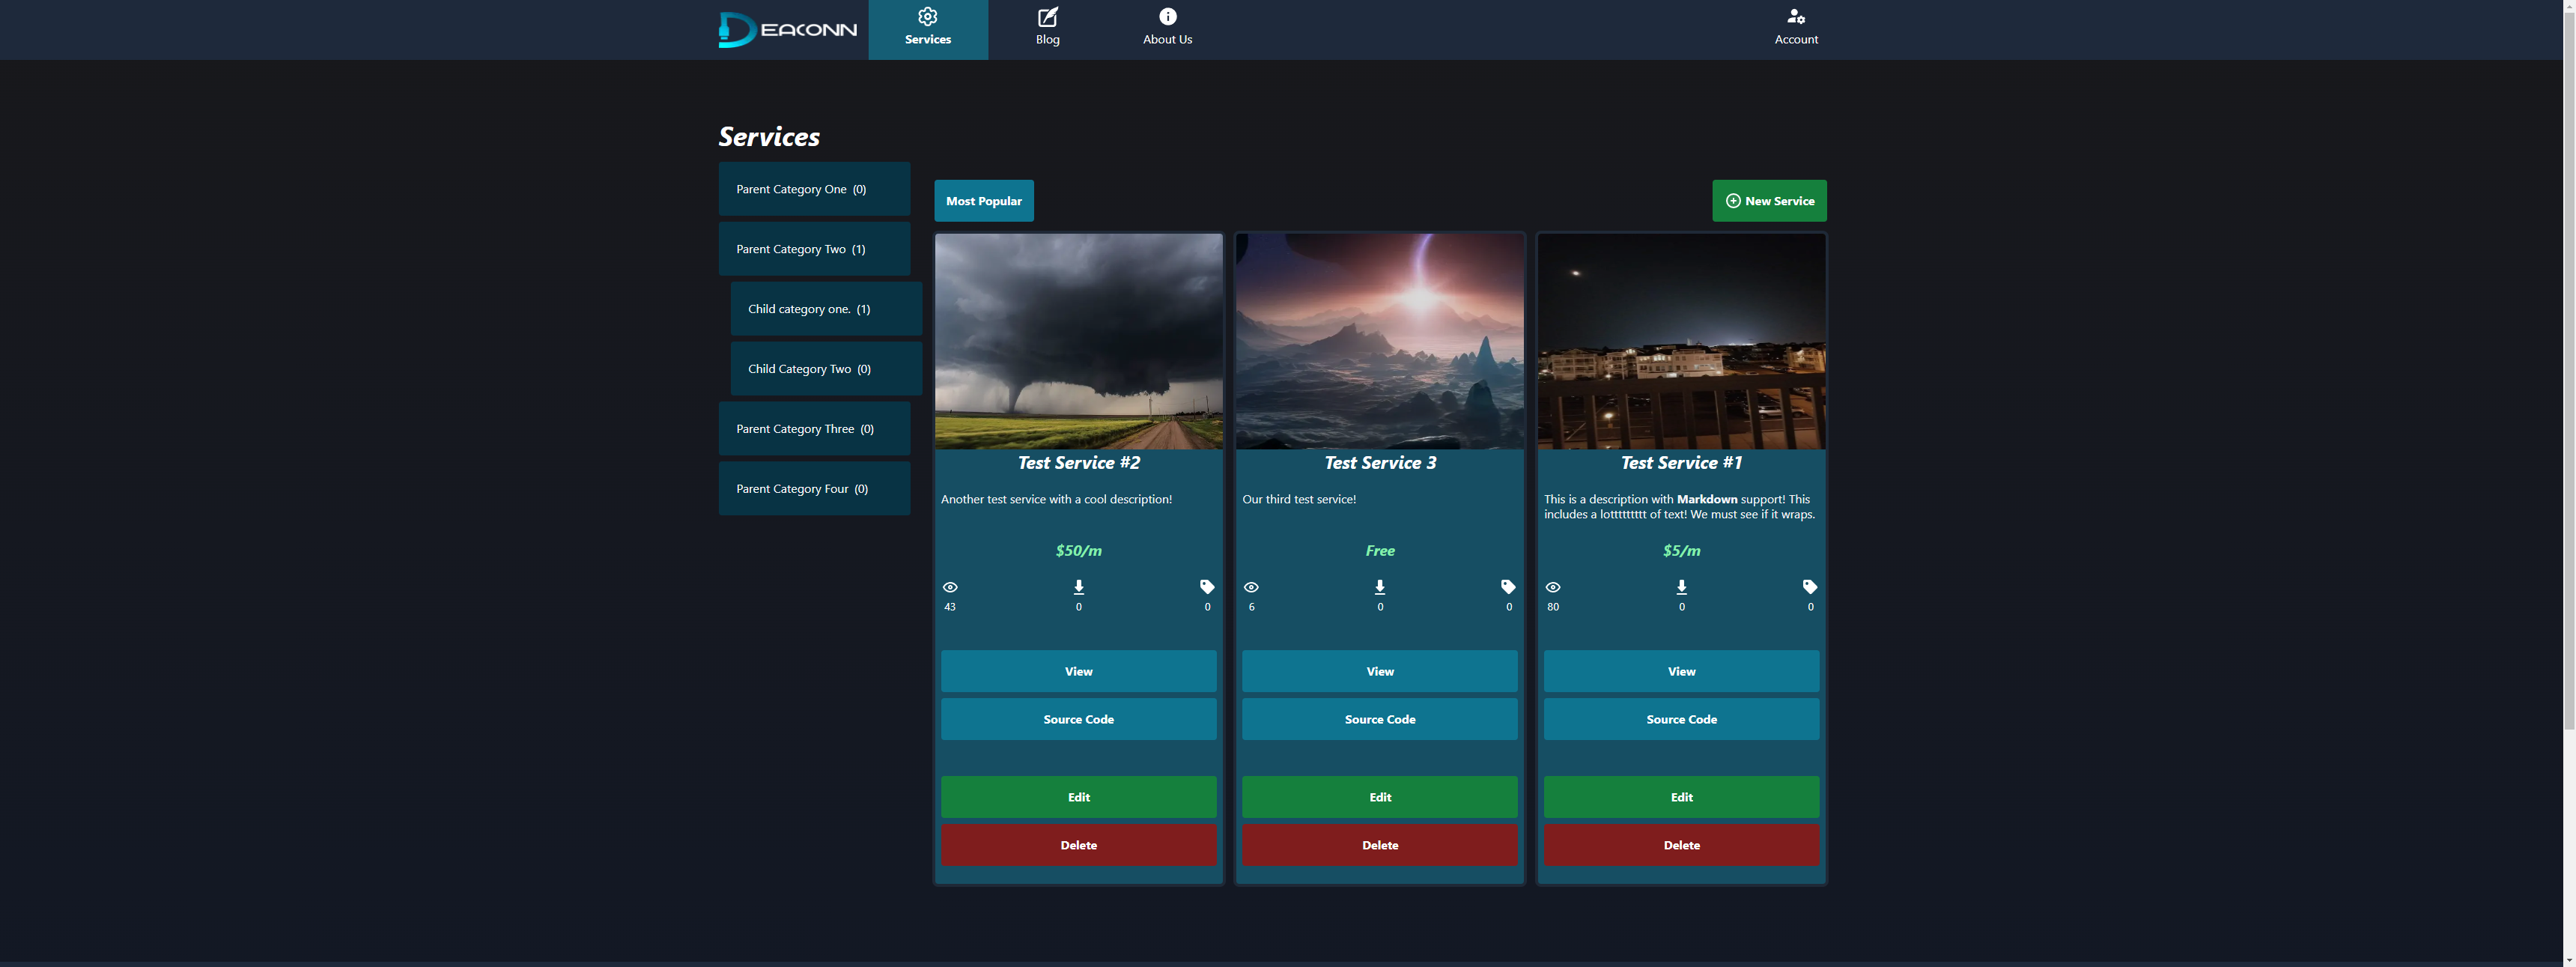 DEACONN
Services
Blog
About Us
Account
Services
Parent Category One (0)
Parent Category Two (1)
Child category one. (1)
Child Category Two (0)
Parent Category Three (0)
Parent Category Four (0)
Most Popular
New Service
Test Service #2
Another test service with a cool description!
$50/m
43
0
0
View
Source Code
Edit
Delete
Test Service 3
Our third test service!
Free
6
0
0
View
Source Code
Edit
Delete
Test Service #1
This is a description with Markdown support! This
includes a lottttttttt of text! We must see if it wraps.
$5/m
80
0
0
View
Source Code
Edit
Delete